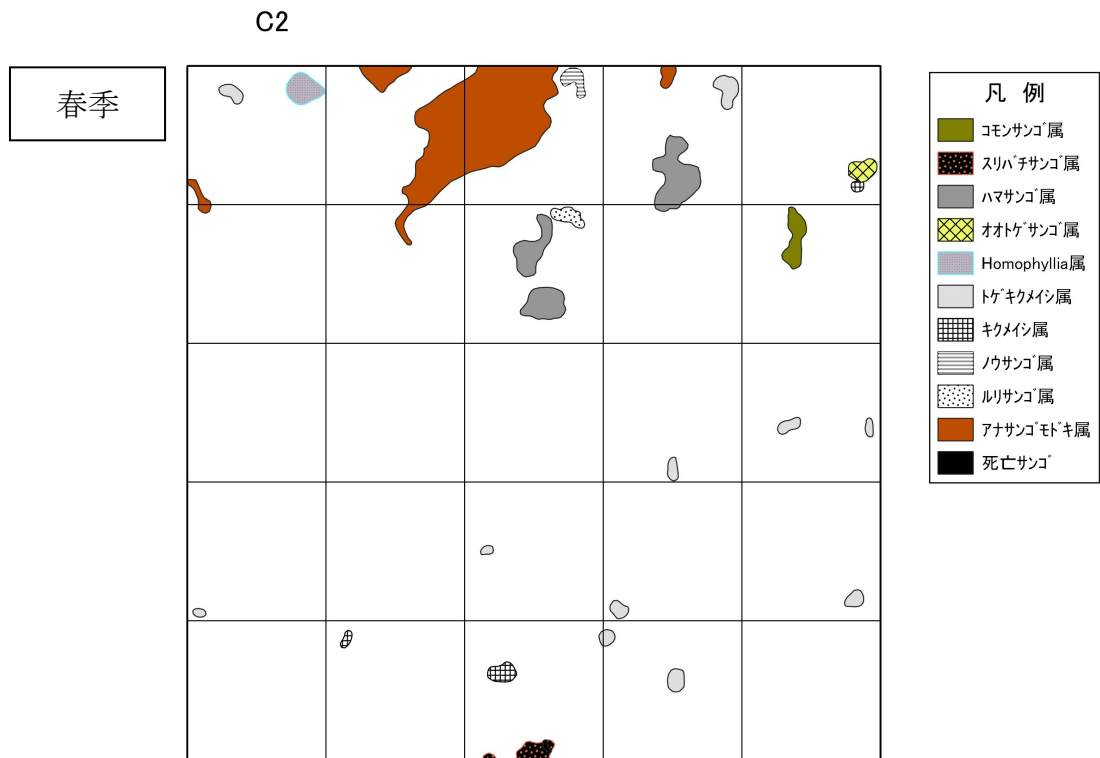 C2
春季
凡 例
コモンサンゴ属
スリバチサンゴ属
ハマサンゴ属
オオトゲサンゴ属
Homophyllia属
トゲキクメイシ属
キクメイシ属
ノウサンゴ属
ルリサンゴ属
アナサンゴモドキ属
死亡サンゴ